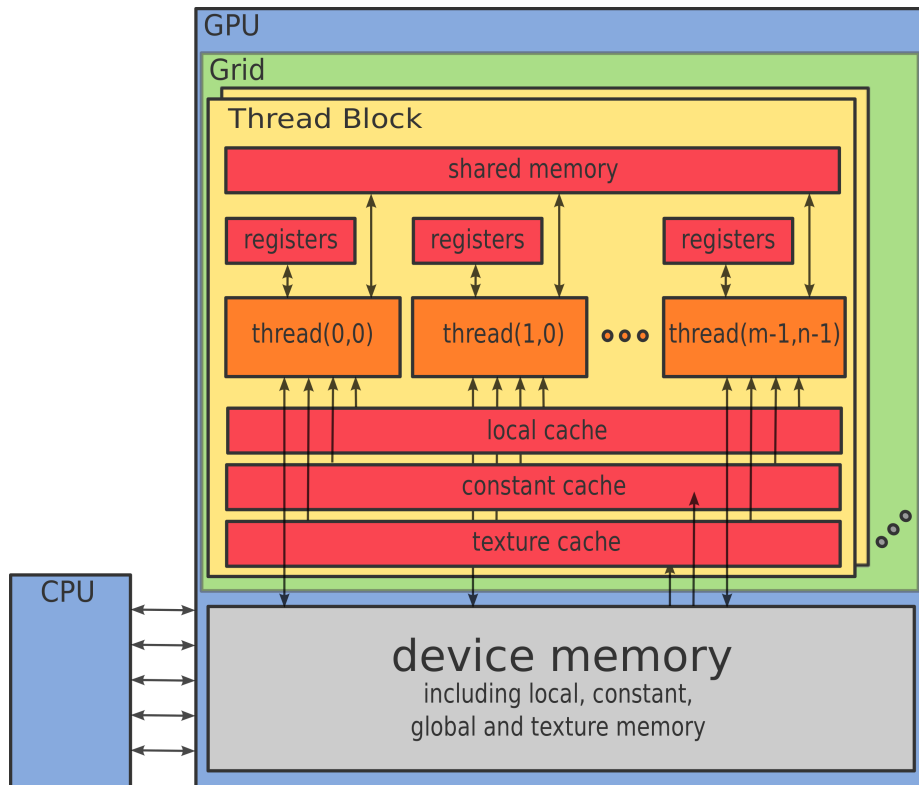 GPU
Grid
Thread Block
shared memory
registers
registers
registers
thread(0,0)
thread(1,0)
thread(m-1,n-1)
local cache
constant cache
texture cache
CPU
device memory
including local, constant,
global and texture memory